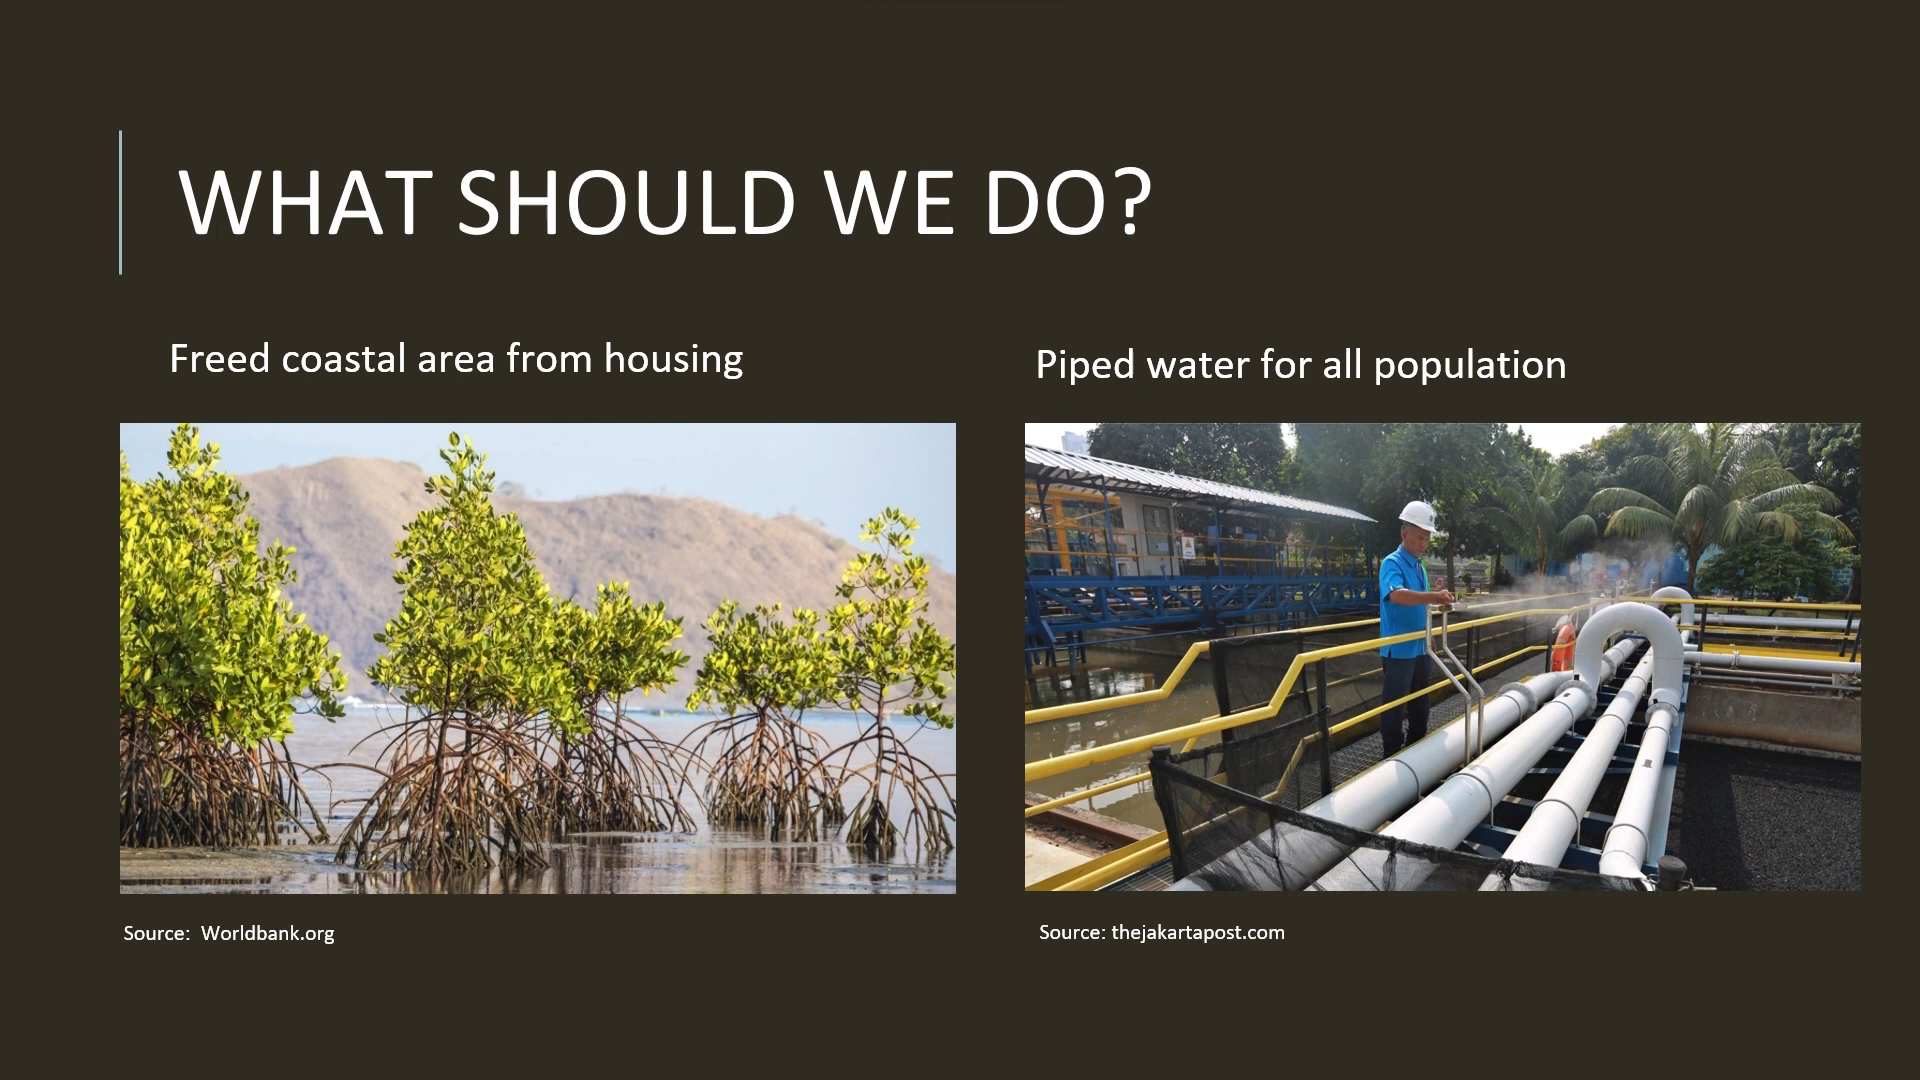 WHAT SHOULD WE DO?
Freed coastal area from housing
Piped water for all population
Source:  Worldbank.org
Source: thejakartapost.com